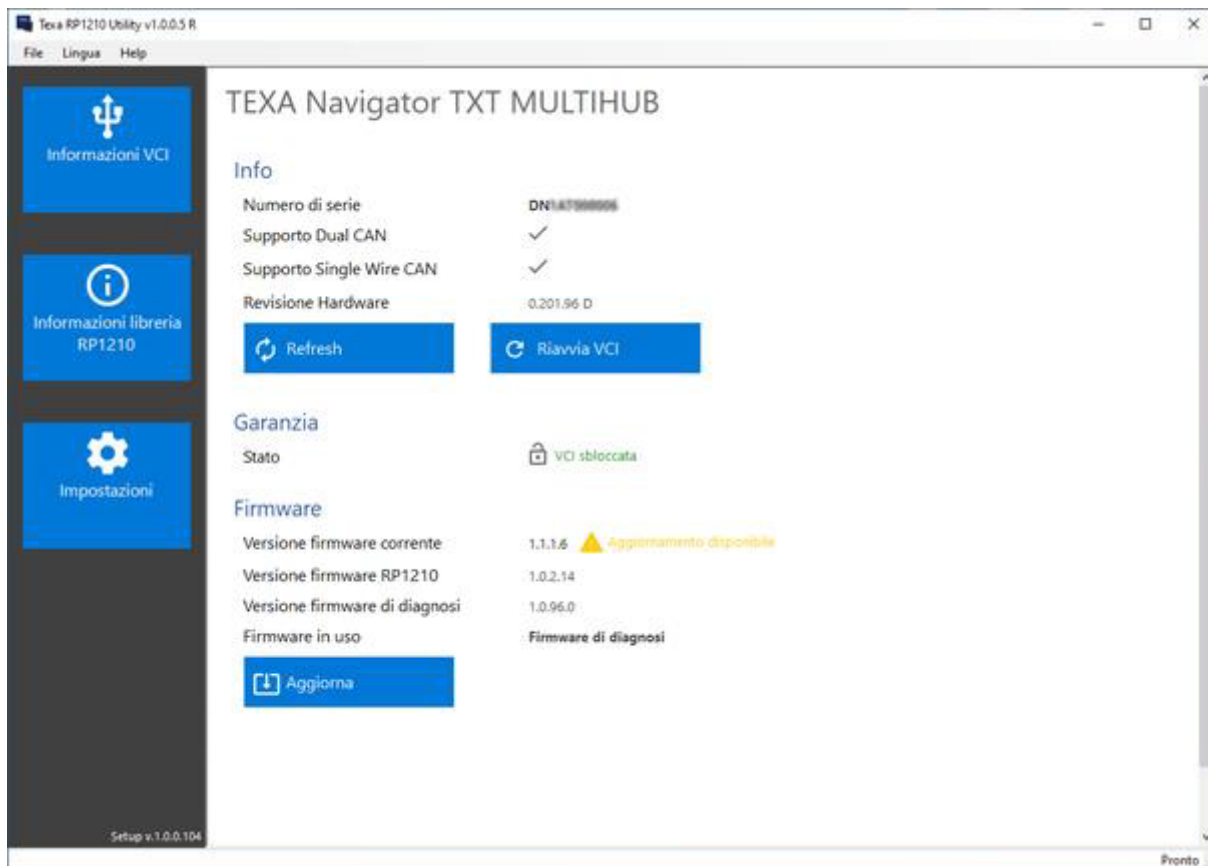 Texa RP1210 Utility v1.0.0.5 R
File Lingua Help
Informazioni VCI
Informazioni libreria
RP1210
Impostazioni
Setup v.1.0.0.104
TEXA Navigator TXT MULTIHUB
Info
Numero di serie DN
Supporto Dual CAN
Supporto Single Wire CAN
Revisione Hardware 0.201.96 D
Refresh Riavvia VCI
Garanzia
Stato VCI sbloccata
Firmware
Versione firmware corrente 1.1.1.6 Aggiornamento disponibile
Versione firmware RP1210 1.0.2.14
Versione firmware di diagnosi 1.0.96.0
Firmware in uso Firmware di diagnosi
Aggiorna
Pronto